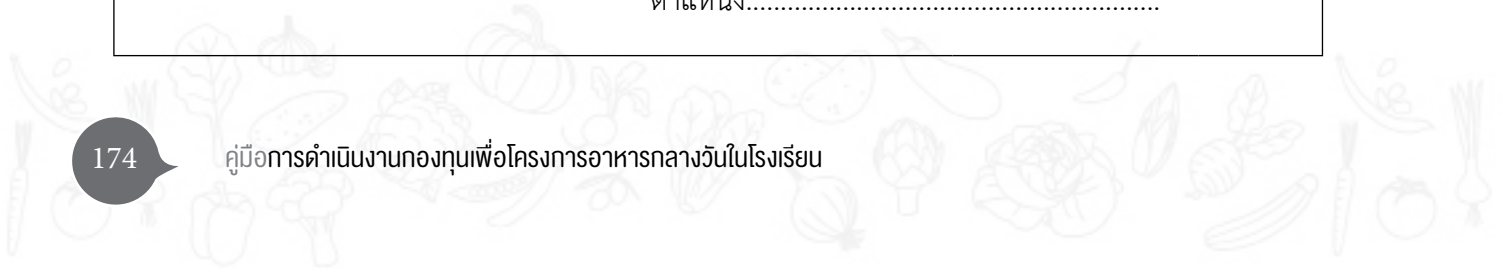 ตำแหน่ง............................................................
174
คู่มือการดำเนินงานกองทุนเพื่อโครงการอาหารกลางวันในโรงเรียน